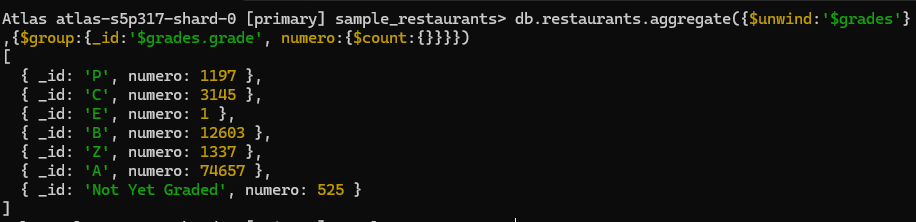 Atlas atlas-s5p317-shard-0 [primary] sample_restaurants> db.restaurants.aggregate({$unwind:'$grades'}
,{$group:{_id:'$grades.grade', numero:{$count:{}}}})
[
  { _id: 'P', numero: 1197 },
  { _id: 'C', numero: 3145 },
  { _id: 'E', numero: 1 },
  { _id: 'B', numero: 12603 },
  { _id: 'Z', numero: 1337 },
  { _id: 'A', numero: 74657 },
  { _id: 'Not Yet Graded', numero: 525 }
]